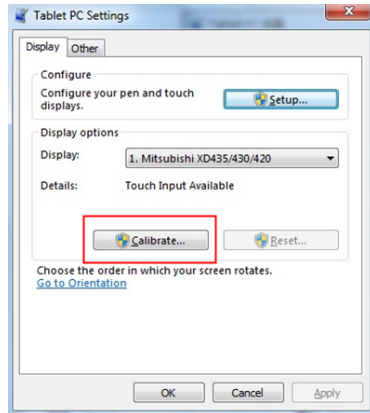 Tablet PC Settings
Display Other
Configure
Configure your pen and touch
displays.
Setup...
Display options
Display: 1. Mitsubishi XD435/430/420
Details: Touch Input Available
Calibrate... Reset...
Choose the order in which your screen rotates.
Go to Orientation
OK Cancel Apply